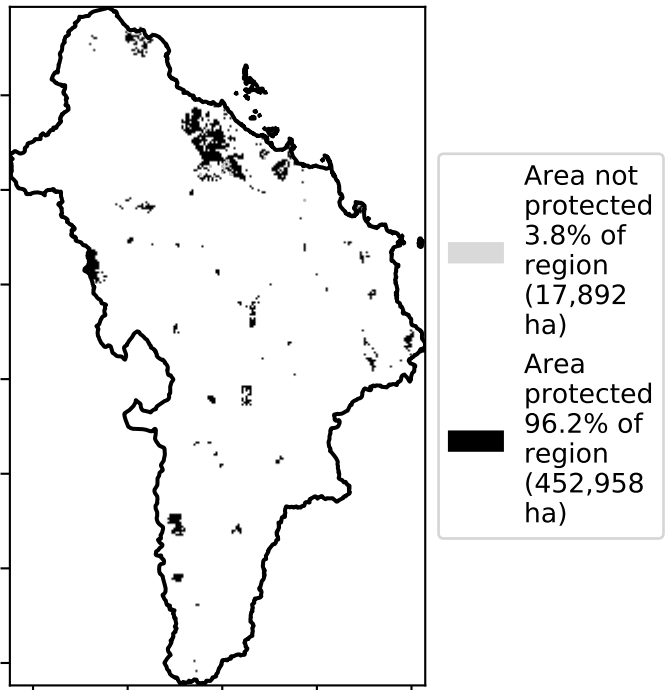 Area not
protected
3.8% of
region
(17,892
ha)
Area
protected
96.2% of
region
(452,958
ha)